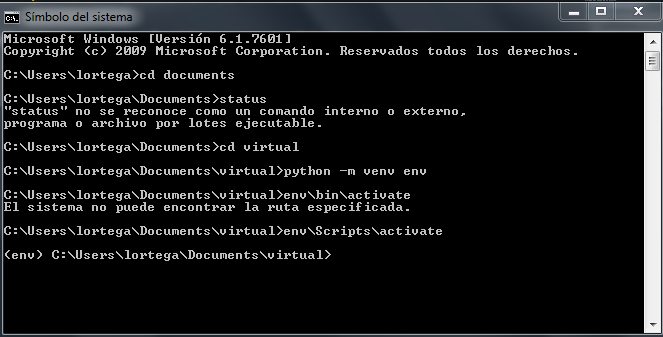 Símbolo del sistema
Microsoft Windows [Versión 6.1.7601]
Copyright (c) 2009 Microsoft Corporation. Reservados todos los derechos.
C:\Users\lortega>cd documents
C:\Users\lortega\Documents>status
"status" no se reconoce como un comando interno o externo,
programa o archivo por lotes ejecutable.
C:\Users\lortega\Documents>cd virtual
C:\Users\lortega\Documents\virtual>python -m venv env
C:\Users\lortega\Documents\virtual>env\bin\activate
El sistema no puede encontrar la ruta especificada.
C:\Users\lortega\Documents\virtual>env\Scripts\activate
(env) C:\Users\lortega\Documents\virtual>